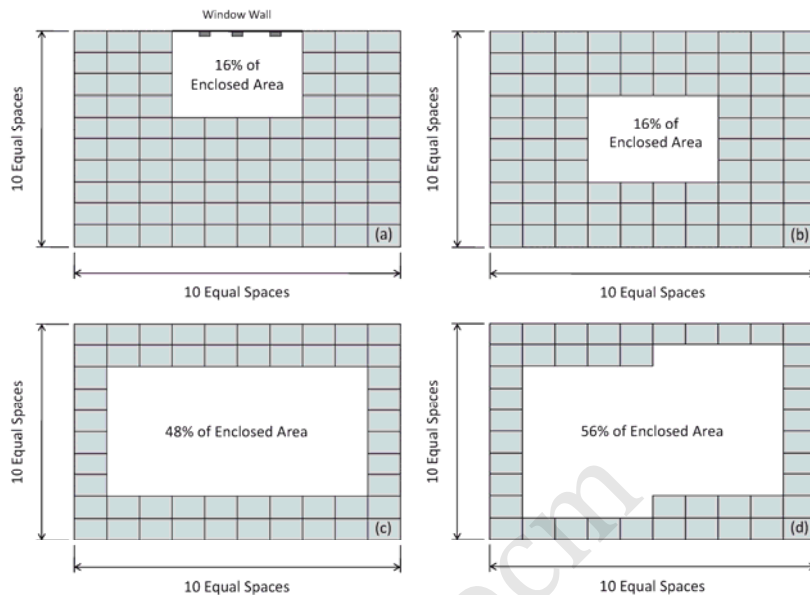 Window Wall
16% of
Enclosed Area
10 Equal Spaces
(a)
10 Equal Spaces
16% of
Enclosed Area
10 Equal Spaces
(b)
10 Equal Spaces
48% of Enclosed Area
10 Equal Spaces
(c)
10 Equal Spaces
56% of Enclosed Area
10 Equal Spaces
(d)
10 Equal Spaces